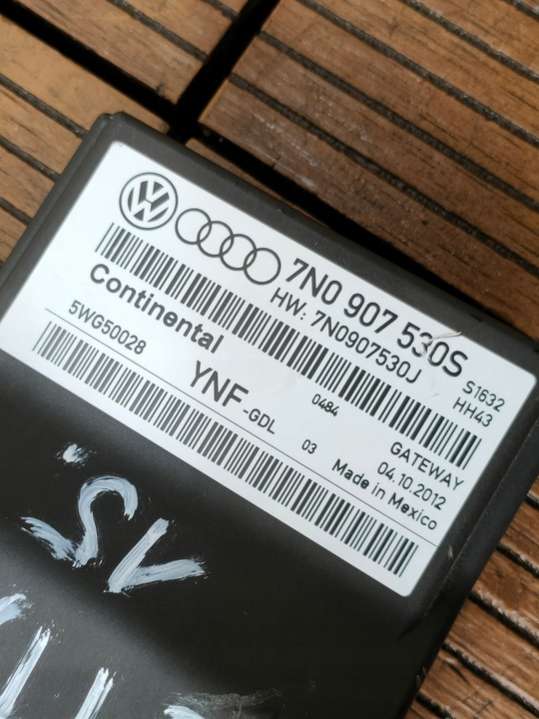 7N0 907 530S
HW: 7N0907530J
S1632
HH43
Continental
5WG50028
YNF-GDL
0484
03
GATEWAY
04.10.2012
Made in Mexico